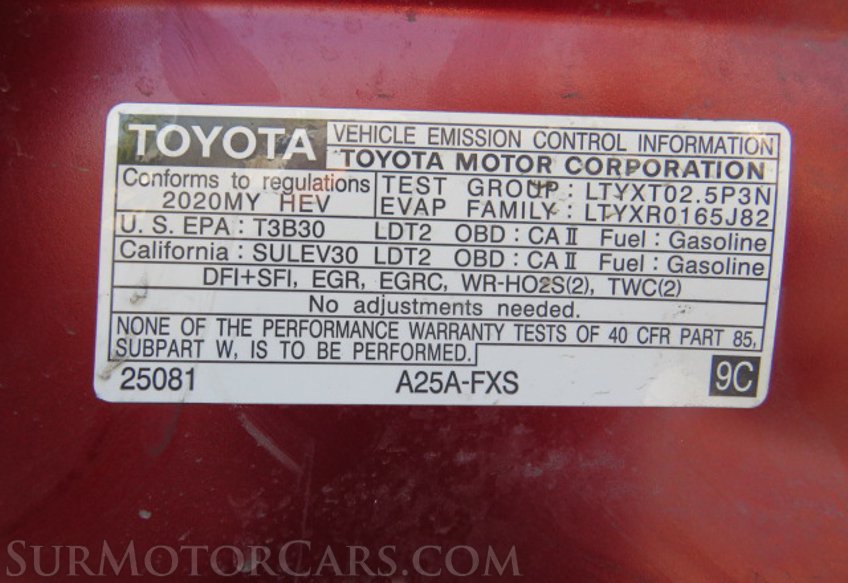 TOYOTA
VEHICLE EMISSION CONTROL INFORMATION
TOYOTA MOTOR CORPORATION
Conforms to regulations
2020MY HEV
TEST GROUP : LTYXT02.5P3N
EVAP FAMILY : LTYXR0165J82
U. S. EPA : T3B30 LDT2 OBD : CA II Fuel : Gasoline
California : SULEV30 LDT2 OBD : CA II Fuel : Gasoline
DFI+SFI, EGR, EGRC, WR-HO2S(2), TWC(2)
No adjustments needed.
NONE OF THE PERFORMANCE WARRANTY TESTS OF 40 CFR PART 85,
SUBPART W, IS TO BE PERFORMED.
25081 A25A-FXS 9C
SurMotorCars.com